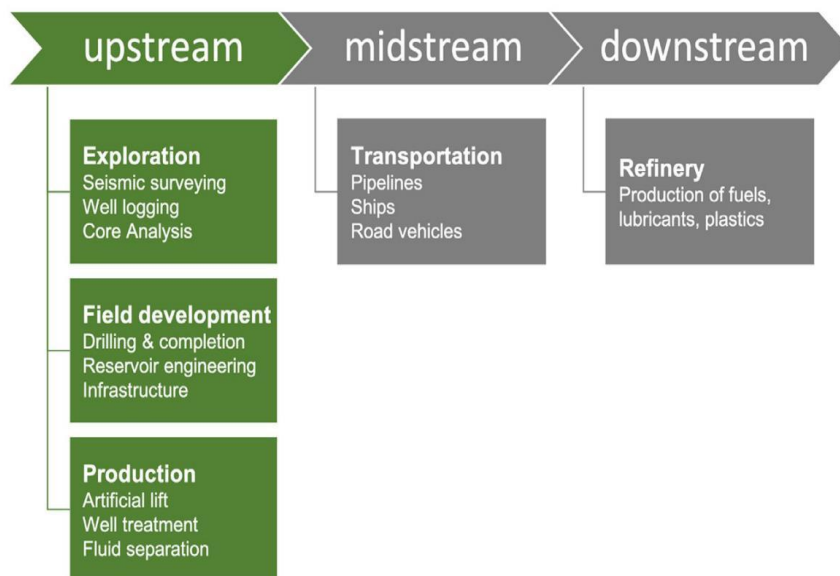 upstream
midstream
downstream
Exploration
Seismic surveying
Well logging
Core Analysis
Field development
Drilling & completion
Reservoir engineering
Infrastructure
Production
Artificial lift
Well treatment
Fluid separation
Transportation
Pipelines
Ships
Road vehicles
Refinery
Production of fuels,
lubricants, plastics